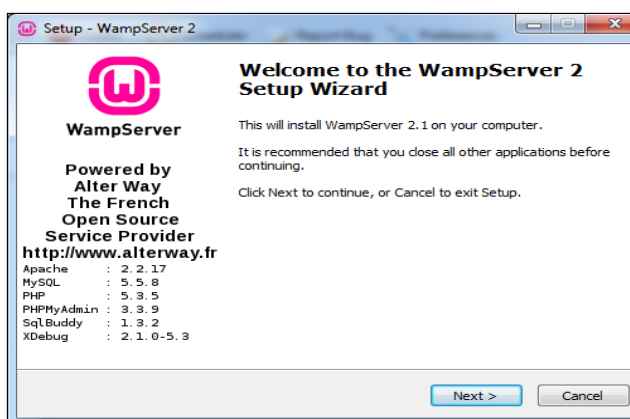 Setup - WampServer 2
WampServer
Powered by
Alter Way
The French
Open Source
Service Provider
http://www.alterway.fr
Apache : 2.2.17
MySQL : 5.5.8
PHP : 5.3.5
PHPMyAdmin : 3.3.9
SqlBuddy : 1.3.2
XDebug : 2.1.0-5.3
Welcome to the WampServer 2
Setup Wizard
This will install WampServer 2.1 on your computer.
It is recommended that you close all other applications before
continuing.
Click Next to continue, or Cancel to exit Setup.
Next >
Cancel